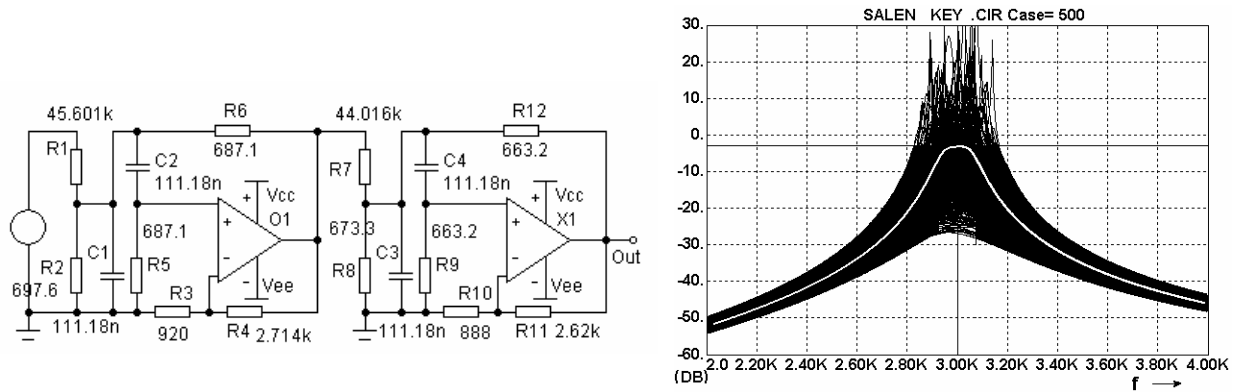 45.601k
R6
44.016k
R12
R1
C2
687.1
R7
C4
663.2
111.18n
Vcc
111.18n
Vcc
+
+
O1
X1
+
+
687.1
673.3
663.2
-
-
Out
R2
C1
R5
R8
C3
R9
Vee
Vee
-
-
697.6
R3
R10
111.18n
920
R4
2.714k
111.18n
888
R11
2.62k
SALEN KEY .CIR Case= 500
30.
20.
10.
0.
-10.
-20.
-30.
-40.
-50.
-60.
2.0 2.20K 2.40K 2.60K 2.80K 3.00K 3.20K 3.40K 3.60K 3.80K 4.00K
(DB)
f